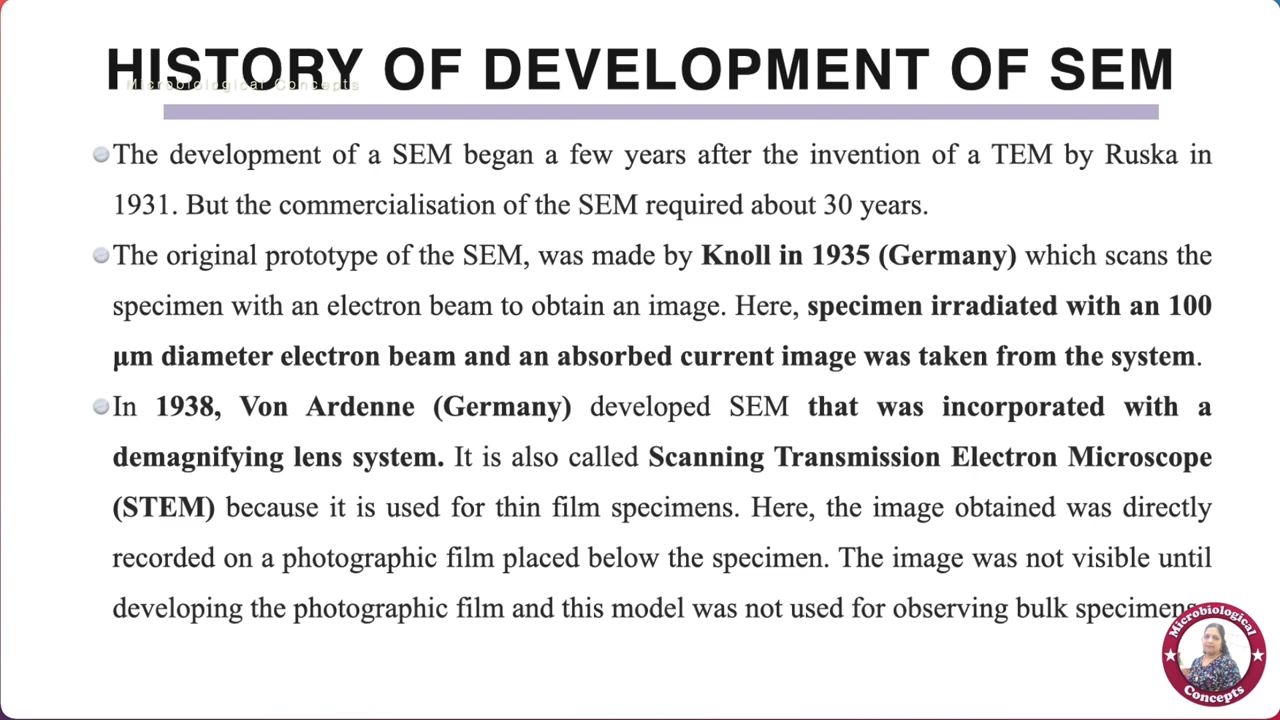 HISTORY OF DEVELOPMENT OF SEM
Microbiological Concepts
The development of a SEM began a few years after the invention of a TEM by Ruska in
1931. But the commercialisation of the SEM required about 30 years.
The original prototype of the SEM, was made by Knoll in 1935 (Germany) which scans the
specimen with an electron beam to obtain an image. Here, specimen irradiated with an 100
µm diameter electron beam and an absorbed current image was taken from the system.
In 1938, Von Ardenne (Germany) developed SEM that was incorporated with a
demagnifying lens system. It is also called Scanning Transmission Electron Microscope
(STEM) because it is used for thin film specimens. Here, the image obtained was directly
recorded on a photographic film placed below the specimen. The image was not visible until
developing the photographic film and this model was not used for observing bulk specimens
Microbiological
Concepts